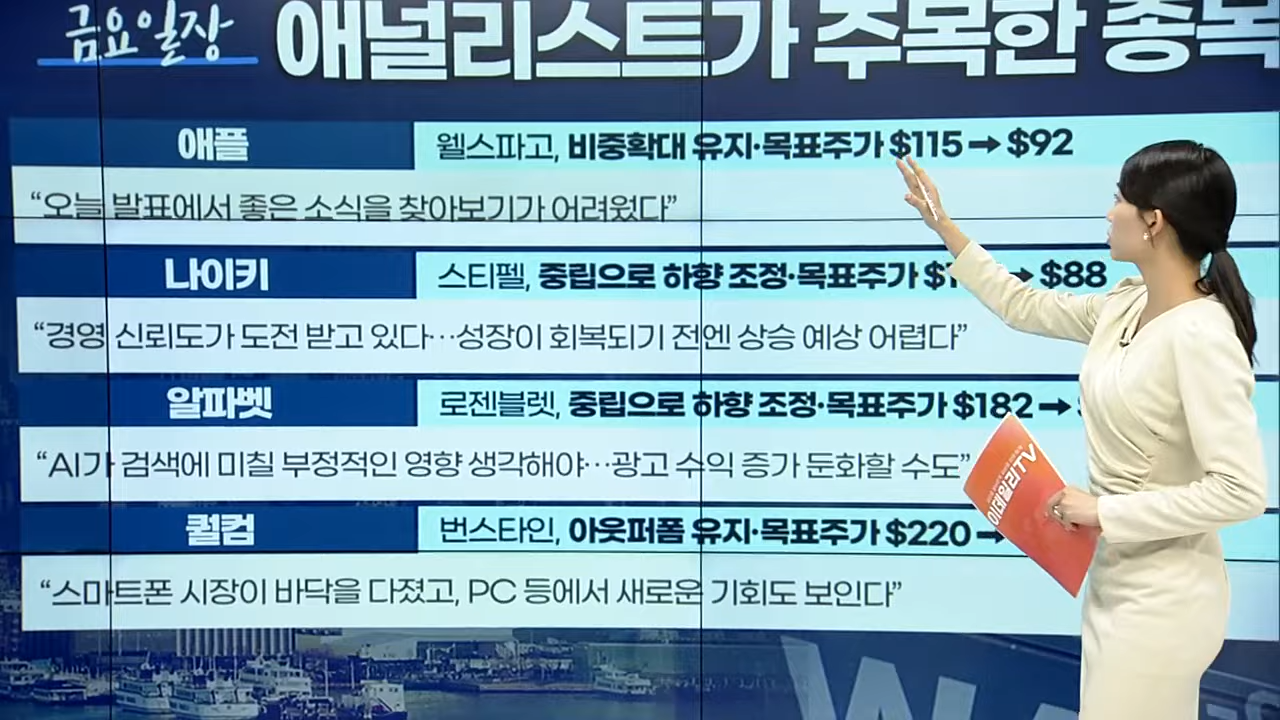 금요일장
애널리스트가 주목한 종목
애플
웰스파고, 비중확대 유지·목표주가 $115 → $92
“오늘 발표에서 좋은 소식을 찾아보기가 어려웠다”
나이키
스티펠, 중립으로 하향 조정·목표주가 → $88
“경영 신뢰도가 도전 받고 있다…성장이 회복되기 전엔 상승 예상 어렵다”
알파벳
로젠블렛, 중립으로 하향 조정·목표주가 $182 →
“AI가 검색에 미칠 부정적인 영향 생각해야…광고 수익 증가 둔화할 수도”
퀄컴
번스타인, 아웃퍼폼 유지·목표주가 $220 →
“스마트폰 시장이 바닥을 다졌고, PC 등에서 새로운 기회도 보인다”
이데일리TV